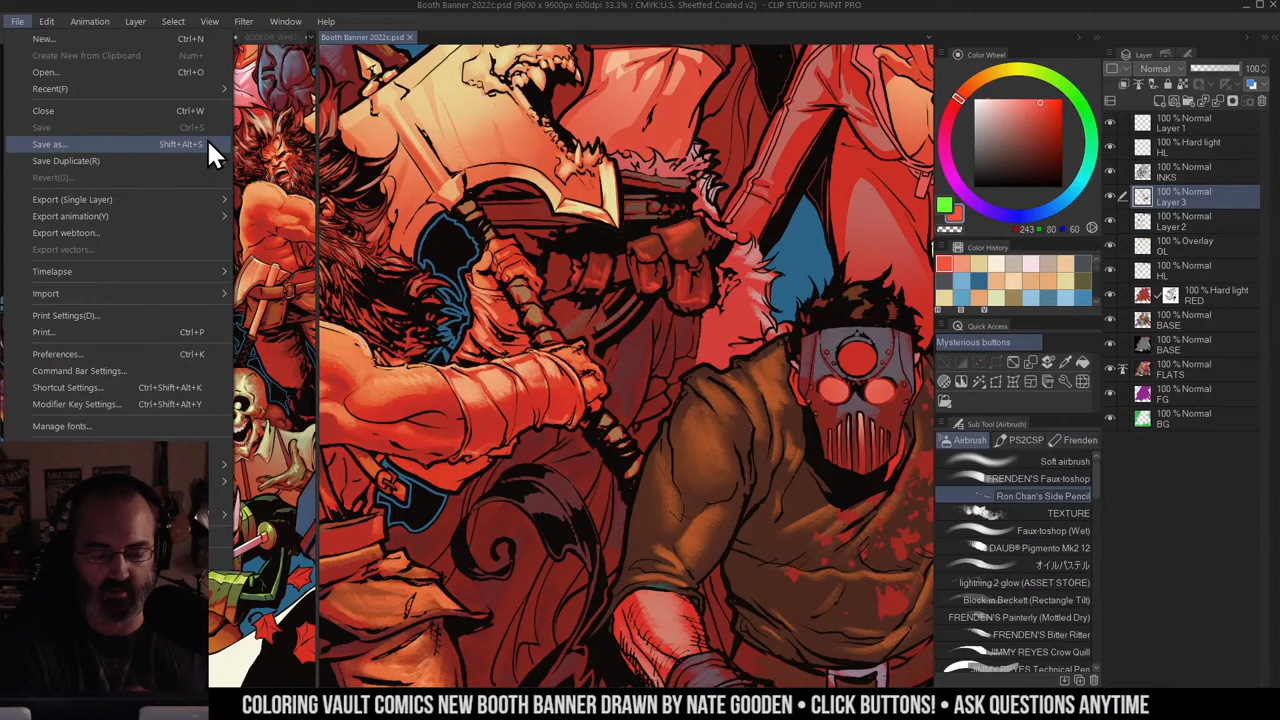 Booth Banner 2022c.psd (9600 x 9600px 600dpi 33.3% : CMYK:U.S. Sheetfed Coated v2) - CLIP STUDIO PAINT PRO
File Edit Animation Layer Select View Filter Window Help
Booth Banner 2022c.psd
New... Ctrl+N
Create New from Clipboard Num+
Open... Ctrl+O
Recent(F)
Close Ctrl+W
Save Ctrl+S
Save as... Shift+Alt+S
Save Duplicate(R)
Revert(G)...
Export (Single Layer)
Export animation(Y)
Export webtoon...
Export vectors...
Timelapse
Import
Print Settings(D)...
Print... Ctrl+P
Preferences... Ctrl+K
Command Bar Settings...
Shortcut Settings... Ctrl+Shift+Alt+K
Modifier Key Settings... Ctrl+Shift+Alt+Y
Manage fonts...
Color Wheel
243 80 60
Color History
H S V
Quick Access
Mysterious buttons
Sub Tool [Airbrush]
Airbrush PS2CSP Frenden
Soft airbrush
FRENDEN'S Faux-toshop
Ron Chan's Side Pencil
TEXTURE
Faux-toshop (Wet)
DAUB® Pigmento Mk2 12
オイルパステル
lightning 2 glow (ASSET STORE)
Block-in Beckett (Rectangle Tilt)
FRENDEN'S Painterly (Mottled Dry)
FRENDEN'S Bitter Ritter
JIMMY REYES Crow Quill
JIMMY REYES Technical Pen
Layer
Normal 100
100 % Normal
Layer 1
100 % Hard light
HL
100 % Normal
INKS
100 % Normal
Layer 3
100 % Normal
Layer 2
100 % Overlay
OL
100 % Normal
HL
100 % Hard light
RED
100 % Normal
BASE
100 % Normal
BASE
100 % Normal
FLATS
100 % Normal
FG
100 % Normal
BG
COLORING VAULT COMICS NEW BOOTH BANNER DRAWN BY NATE GOODEN • CLICK BUTTONS! • ASK QUESTIONS ANYTIME